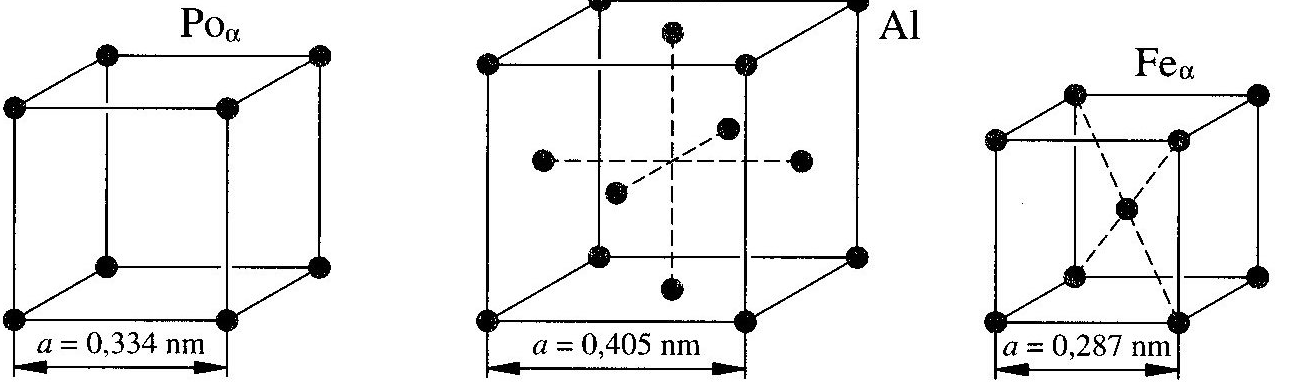 Poα
Al
Feα
a = 0,334 nm
a = 0,405 nm
a = 0,287 nm